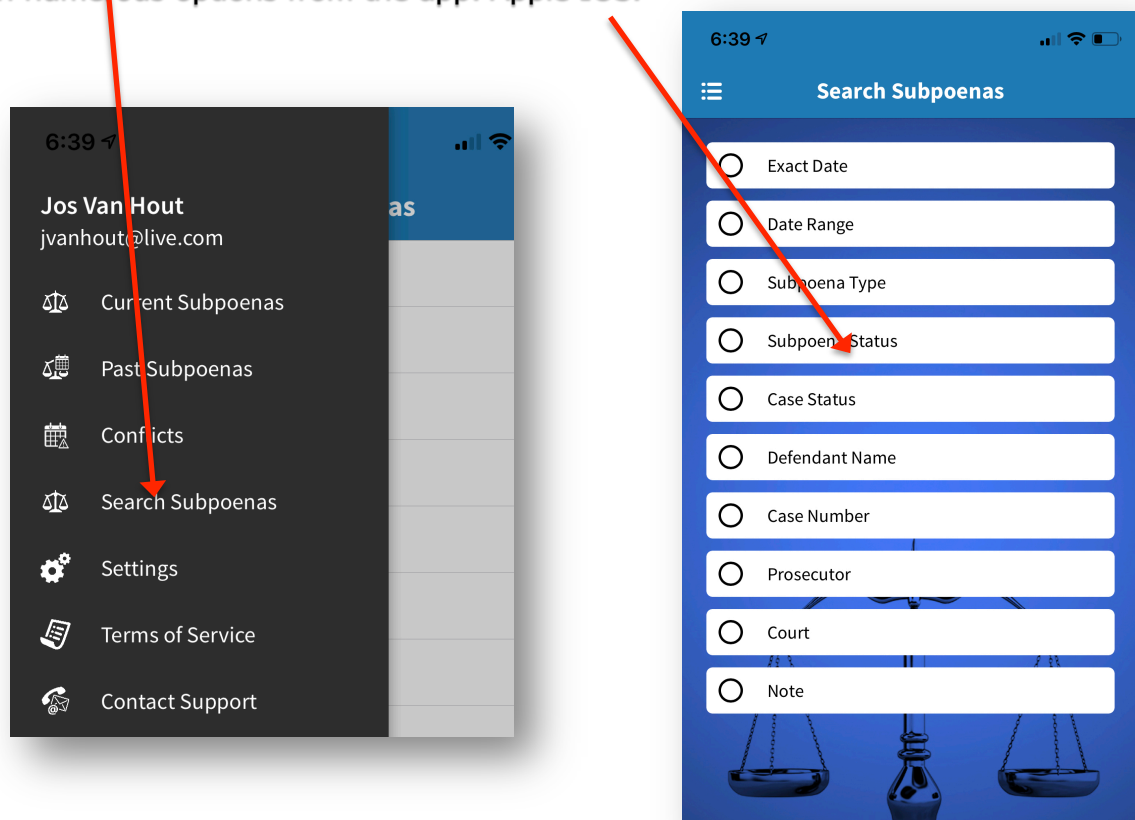 6:39
Jos Van Hout
as
jvanhout@live.com
Current Subpoenas
Past Subpoenas
Conflicts
Search Subpoenas
Settings
Terms of Service
Contact Support
6:39
Search Subpoenas
Exact Date
Date Range
Subpoena Type
Subpoena Status
Case Status
Defendant Name
Case Number
Prosecutor
Court
Note